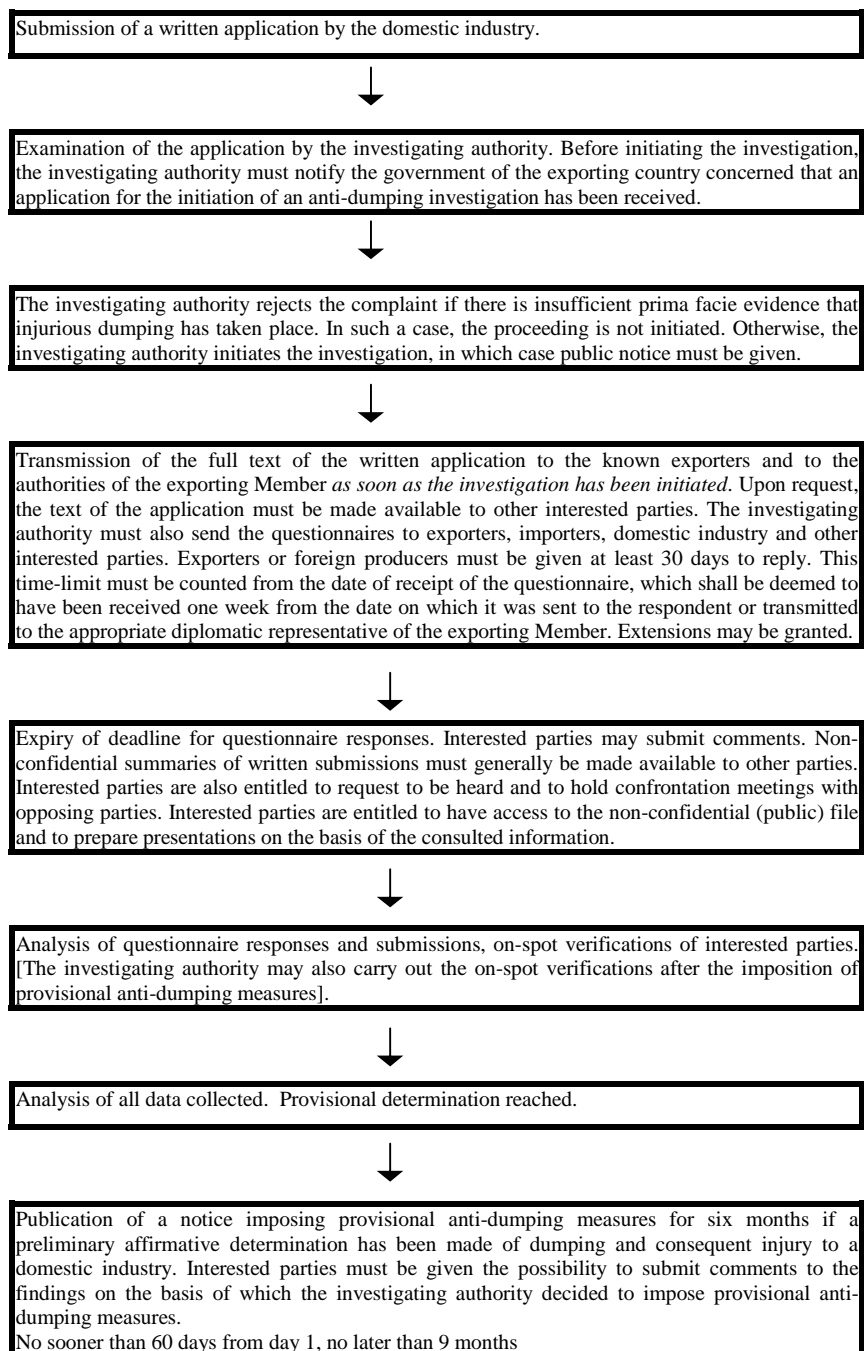 Submission of a written application by the domestic industry.
Examination of the application by the investigating authority. Before initiating the investigation,
the investigating authority must notify the government of the exporting country concerned that an
application for the initiation of an anti-dumping investigation has been received.
The investigating authority rejects the complaint if there is insufficient prima facie evidence that
injurious dumping has taken place. In such a case, the proceeding is not initiated. Otherwise, the
investigating authority initiates the investigation, in which case public notice must be given.
Transmission of the full text of the written application to the known exporters and to the
authorities of the exporting Member as soon as the investigation has been initiated. Upon request,
the text of the application must be made available to other interested parties. The investigating
authority must also send the questionnaires to exporters, importers, domestic industry and other
interested parties. Exporters or foreign producers must be given at least 30 days to reply. This
time-limit must be counted from the date of receipt of the questionnaire, which shall be deemed to
have been received one week from the date on which it was sent to the respondent or transmitted
to the appropriate diplomatic representative of the exporting Member. Extensions may be granted.
Expiry of deadline for questionnaire responses. Interested parties may submit comments. Non-
confidential summaries of written submissions must generally be made available to other parties.
Interested parties are also entitled to request to be heard and to hold confrontation meetings with
opposing parties. Interested parties are entitled to have access to the non-confidential (public) file
and to prepare presentations on the basis of the consulted information.
Analysis of questionnaire responses and submissions, on-spot verifications of interested parties.
[The investigating authority may also carry out the on-spot verifications after the imposition of
provisional anti-dumping measures].
Analysis of all data collected. Provisional determination reached.
Publication of a notice imposing provisional anti-dumping measures for six months if a
preliminary affirmative determination has been made of dumping and consequent injury to a
domestic industry. Interested parties must be given the possibility to submit comments to the
findings on the basis of which the investigating authority decided to impose provisional anti-
dumping measures.
No sooner than 60 days from day 1, no later than 9 months